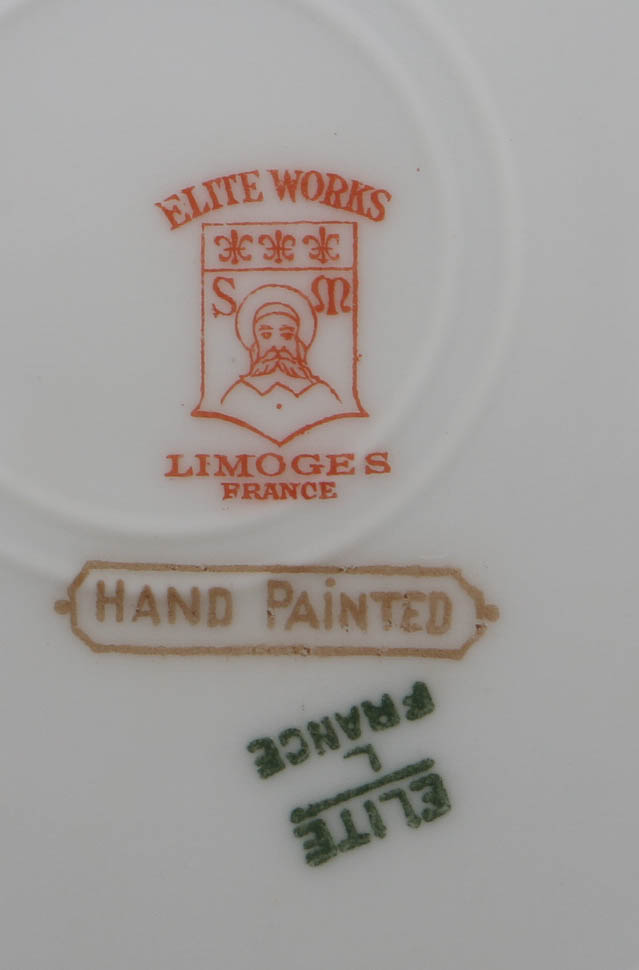 ELITE WORKS
S M
LIMOGES
FRANCE
HAND PAINTED
ELITE
L
FRANCE